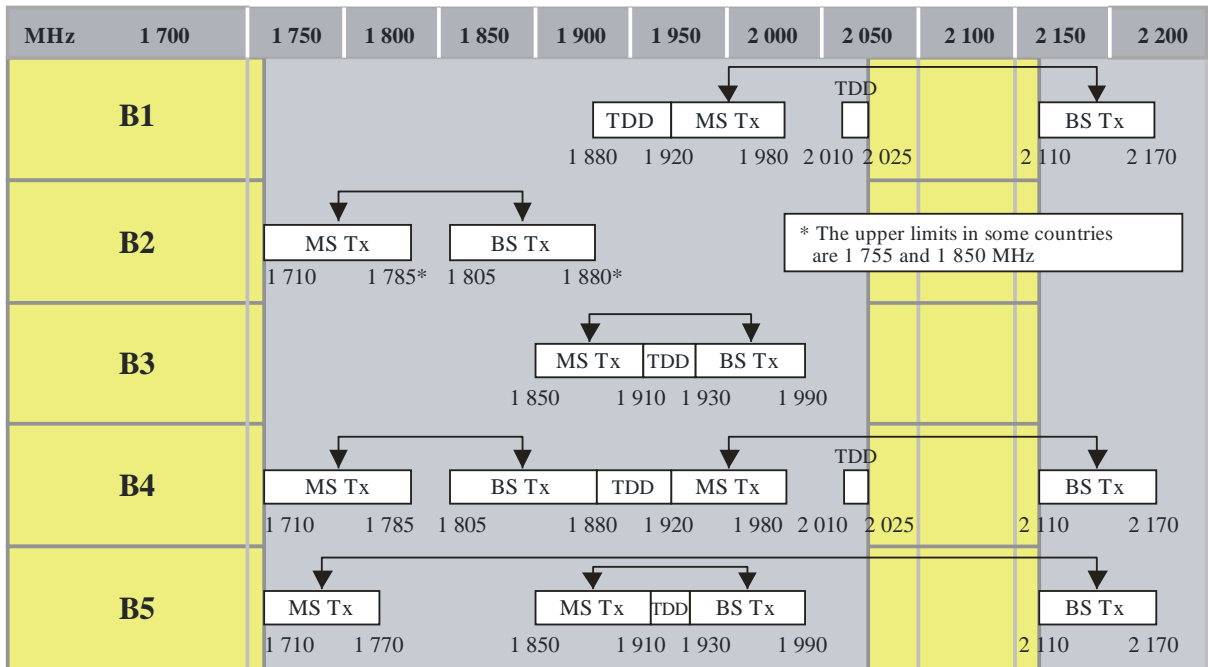 MHz 1 700 1 750 1 800 1 850 1 900 1 950 2 000 2 050 2 100 2 150 2 200
TDD
B1 TDD MS Tx BS Tx
1 880 1 920 1 980 2 010 2 025 2 110 2 170
B2 MS Tx BS Tx
1 710 1 785* 1 805 1 880*
* The upper limits in some countries
are 1 755 and 1 850 MHz
B3 MS Tx TDD BS Tx
1 850 1 910 1 930 1 990
TDD
B4 MS Tx BS Tx TDD MS Tx BS Tx
1 710 1 785 1 805 1 880 1 920 1 980 2 010 2 025 2 110 2 170
B5 MS Tx MS Tx TDD BS Tx BS Tx
1 710 1 770 1 850 1 910 1 930 1 990 2 110 2 170